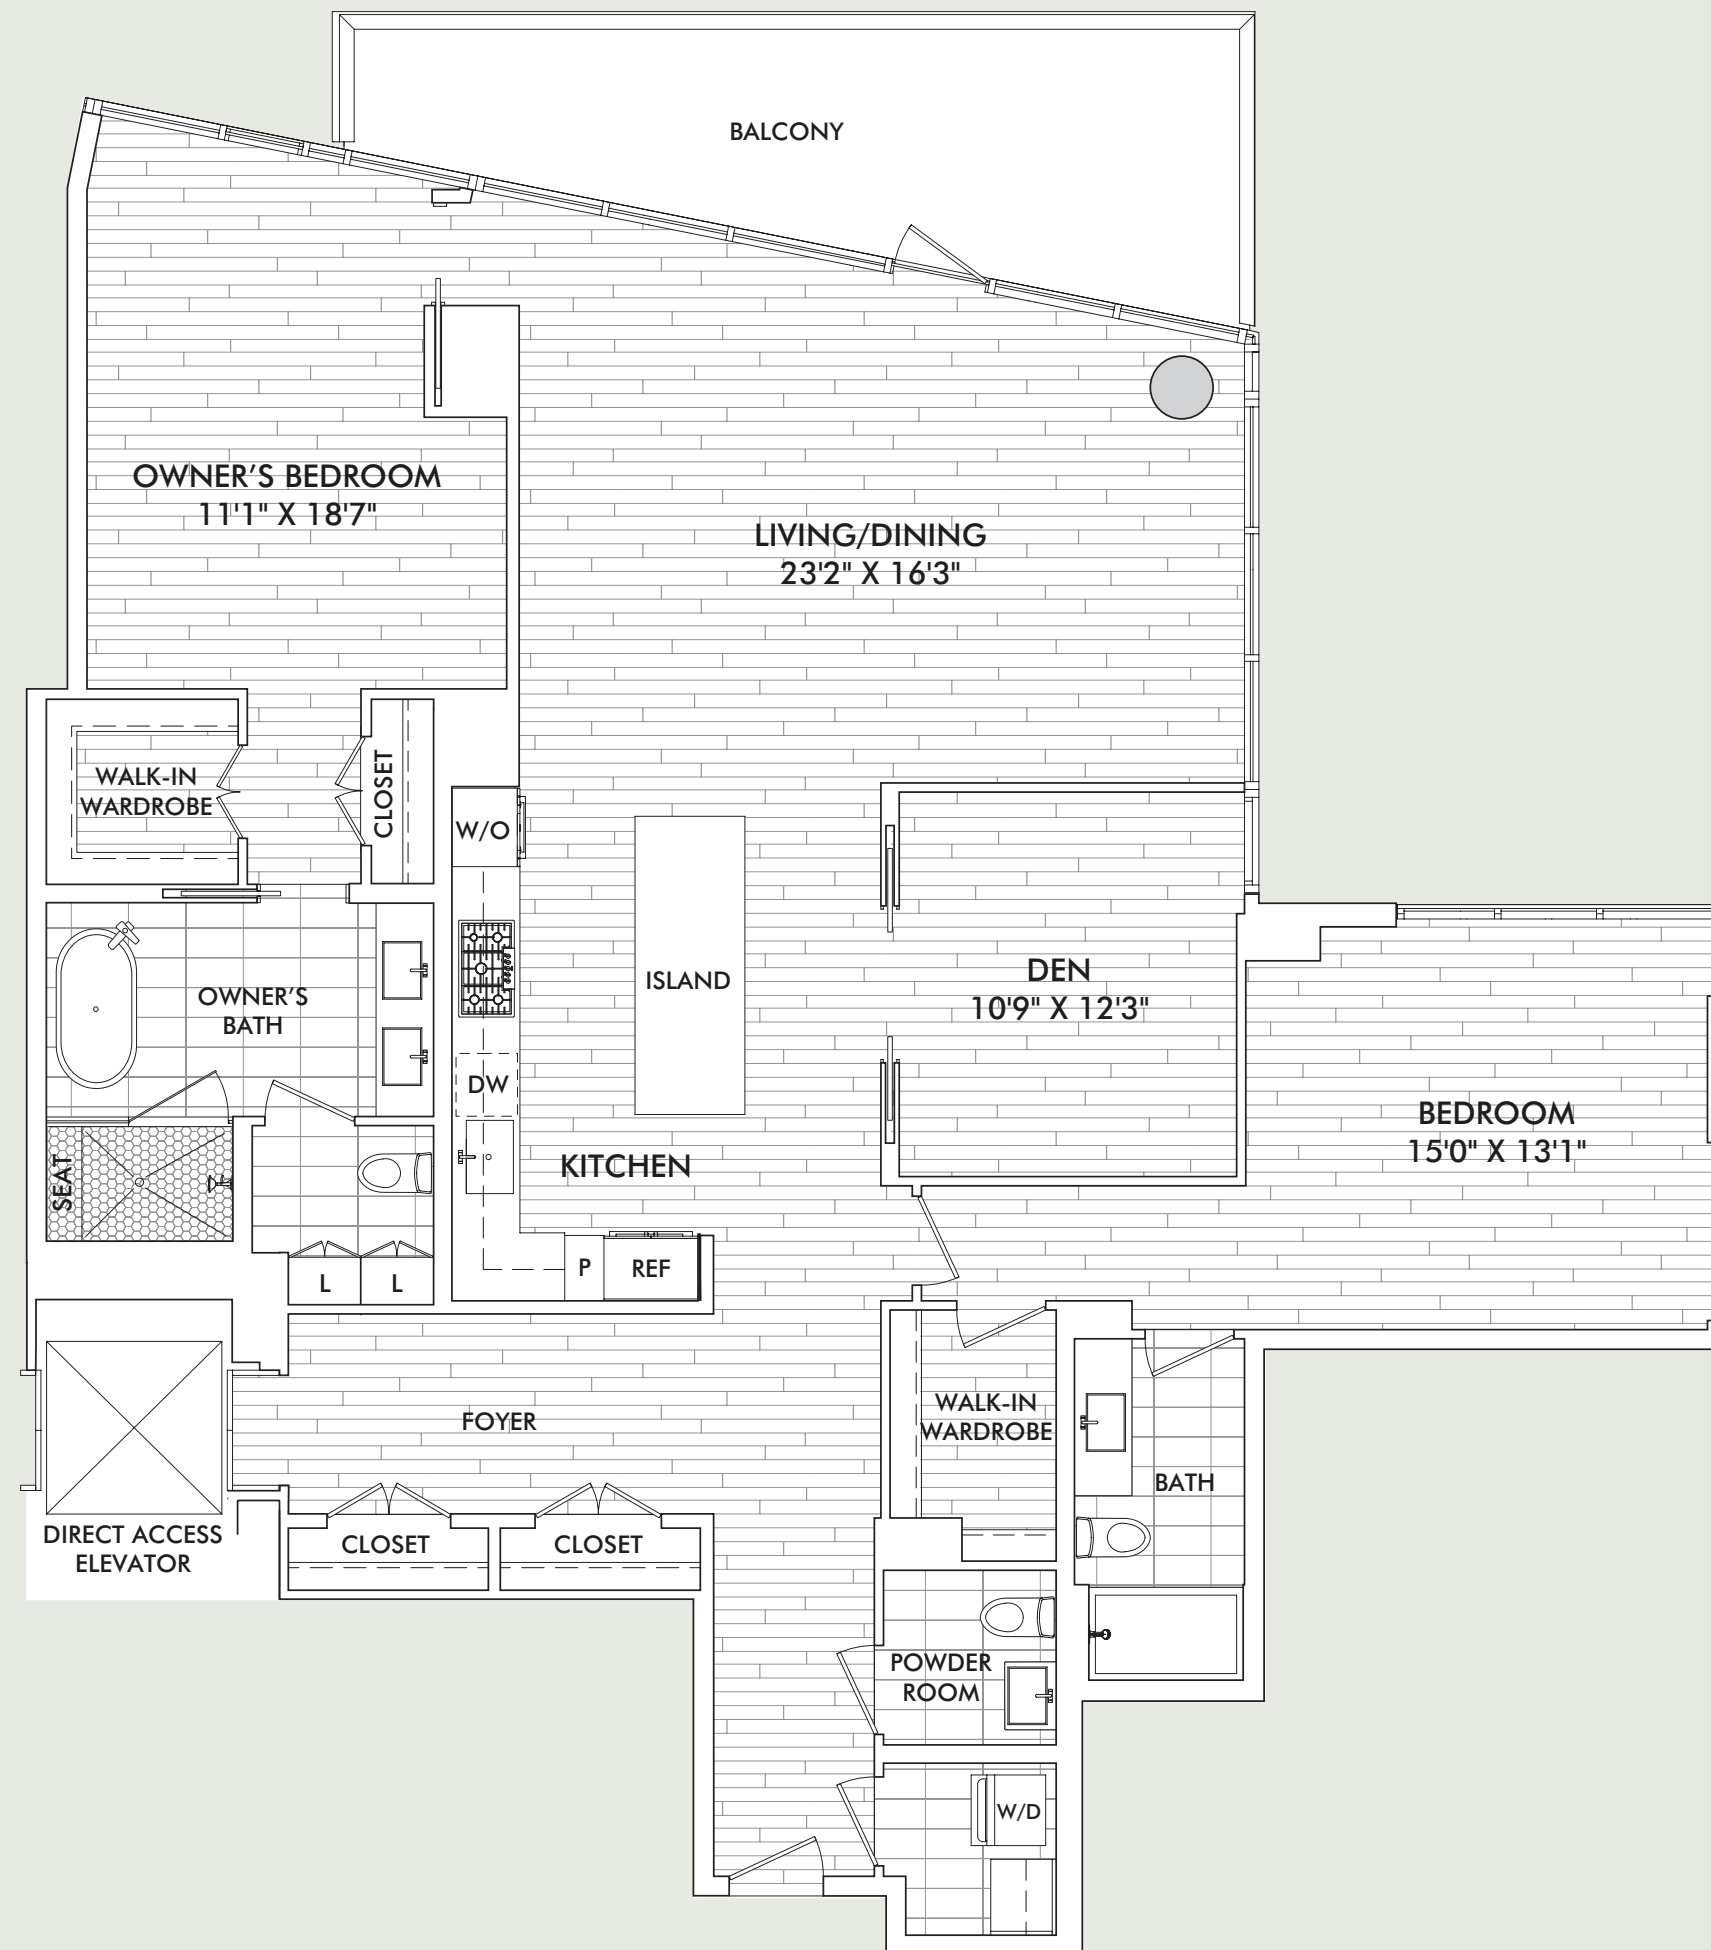 BALCONY
OWNER'S BEDROOM
11'1" X 18'7"
LIVING/DINING
23'2" X 16'3"
WALK-IN
WARDROBE
CLOSET
W/O
ISLAND
DEN
10'9" X 12'3"
OWNER'S
BATH
DW
BEDROOM
15'0" X 13'1"
SEAT
KITCHEN
L
L
P
REF
FOYER
WALK-IN
WARDROBE
BATH
DIRECT ACCESS
ELEVATOR
CLOSET
CLOSET
POWDER
ROOM
W/D